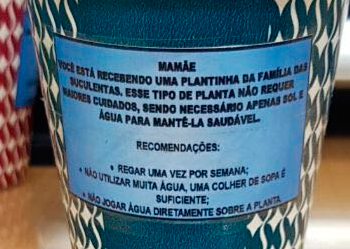 MAMÃE
VOCÊ ESTÁ RECEBENDO UMA PLANTINHA DA FAMÍLIA DAS
SUCULENTAS. ESSE TIPO DE PLANTA NÃO REQUER
MAIORES CUIDADOS, SENDO NECESSÁRIO APENAS SOL E
ÁGUA PARA MANTÊ-LA SAUDÁVEL.
RECOMENDAÇÕES:
• REGAR UMA VEZ POR SEMANA;
• NÃO UTILIZAR MUITA ÁGUA, UMA COLHER DE SOPA É
SUFICIENTE;
• NÃO JOGAR ÁGUA DIRETAMENTE SOBRE A PLANTA.